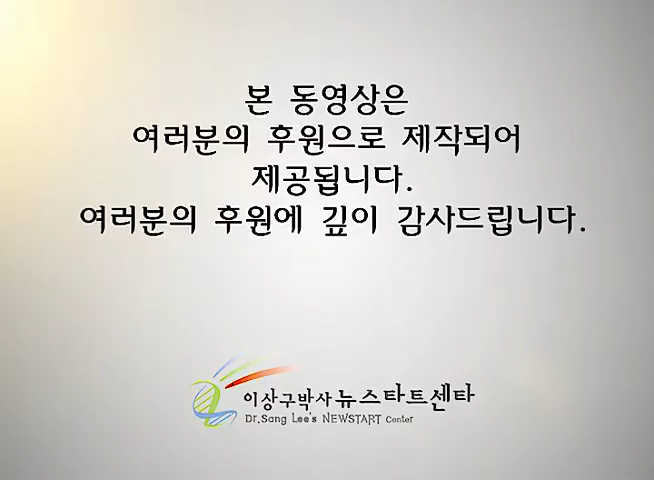 본 동영상은
여러분의 후원으로 제작되어
제공됩니다.
여러분의 후원에 깊이 감사드립니다.
이상구박사 뉴스타트센타
Dr.Sang Lee's NEWSTART Center